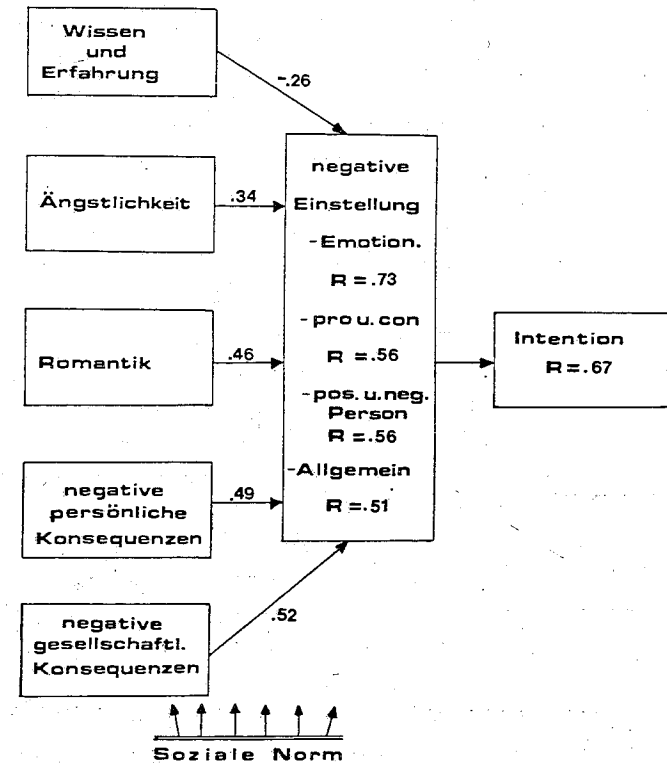 Wissen
und
Erfahrung
-.26
Ängstlichkeit
.34
Romantik
.46
negative
persönliche
Konsequenzen
.49
negative
gesellschaftl.
Konsequenzen
.52
negative
Einstellung
-Emotion.
R=.73
-pro u. con
R=.56
-pos. u. neg.
Person
R=.56
-Allgemein
R=.51
Intention
R=.67
Soziale Norm